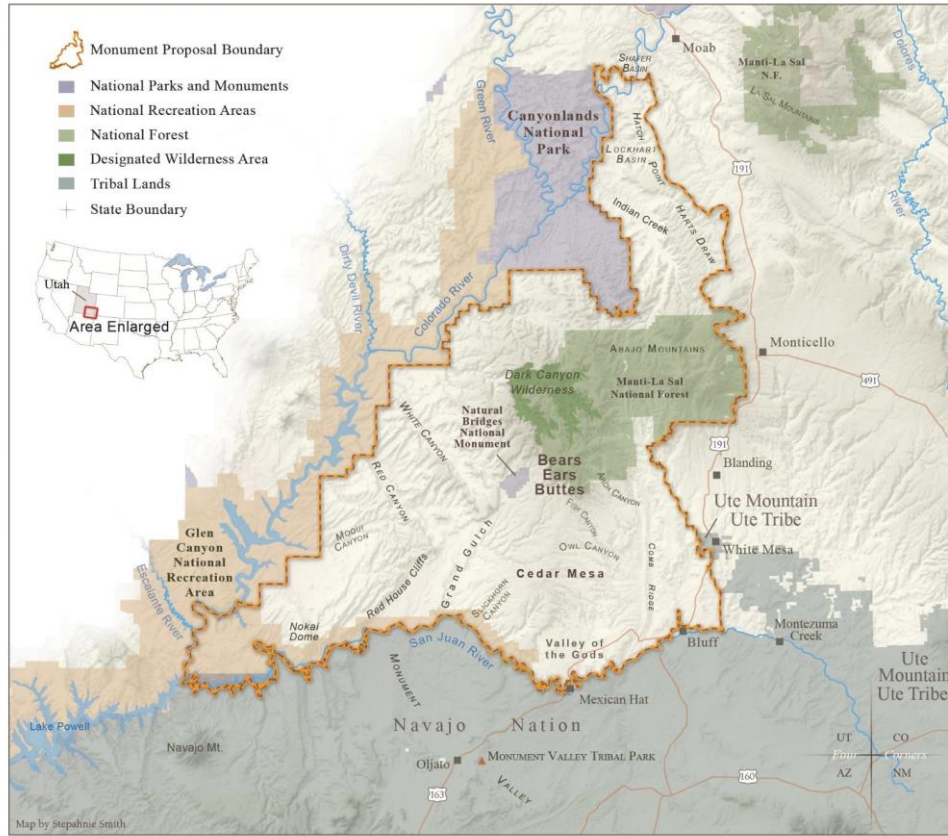 Monument Proposal Boundary
National Parks and Monuments
National Recreation Areas
National Forest
Designated Wilderness Area
Tribal Lands
State Boundary
Utah
Area Enlarged
SHAFER
BASIN
Moab
Manti-La Sal
N.F.
LA SAL MOUNTAINS
Dolores
River
Green River
Canyonlands
National
Park
HATCH
POINT
LOCKHART
BASIN
191
Indian Creek
HARTS DRAW
Dirty Devil River
Colorado River
ABAJO MOUNTAINS
Monticello
491
Dark Canyon
Wilderness
Manti-La Sal
National Forest
Natural
Bridges
National
Monument
WHITE CANYON
RED CANYON
Bears
Ears
Buttes
191
Blanding
ARCH CANYON
FISH CANYON
Ute Mountain
Ute Tribe
White Mesa
MOQUI
CANYON
Glen
Canyon
National
Recreation
Area
Escalante River
Grand Gulch
OWL CANYON
COMB RIDGE
Red House Cliffs
Cedar Mesa
SLICKHORN
CANYON
Nokai
Dome
San Juan River
Valley of
the Gods
Bluff
Montezuma
Creek
Mexican Hat
MONUMENT
VALLEY
Ute
Mountain
Ute Tribe
Lake Powell
Navajo Mt.
Navajo Nation
Oljato
MONUMENT VALLEY TRIBAL PARK
163
160
UT CO
Four Corners
AZ NM
Map by Stepahnie Smith